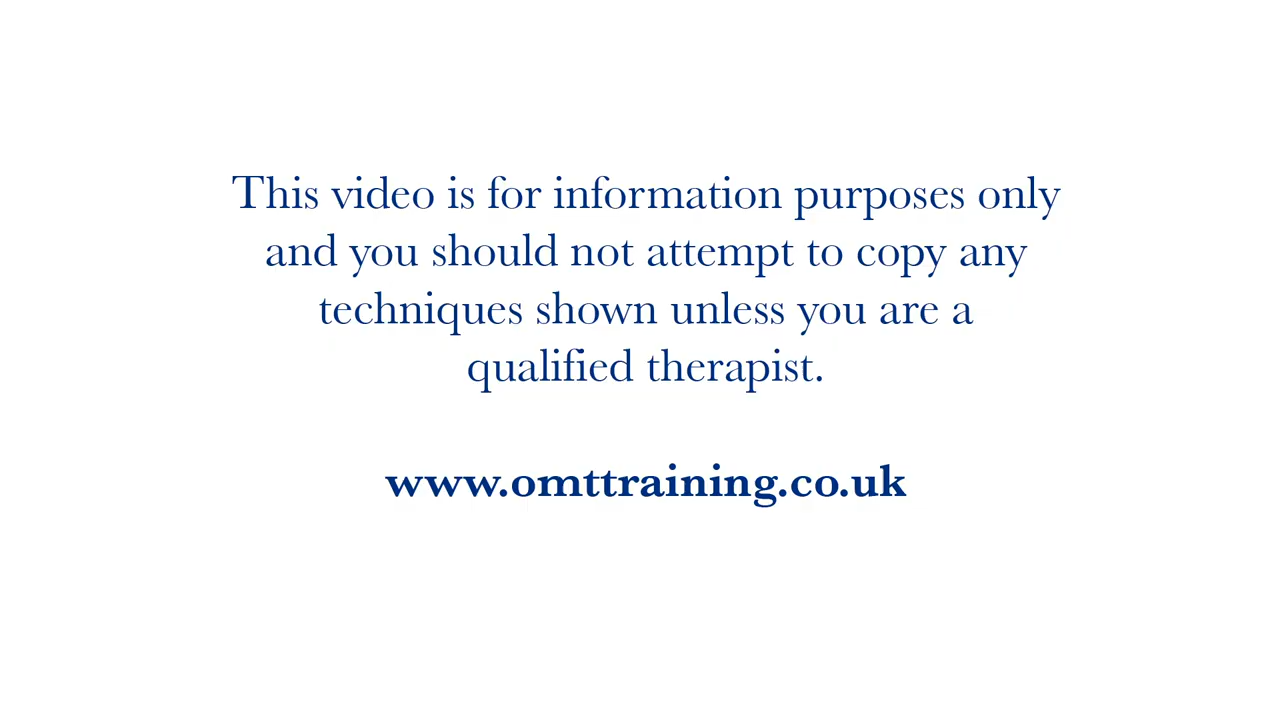 This video is for information purposes only
and you should not attempt to copy any
techniques shown unless you are a
qualified therapist.
www.omttraining.co.uk